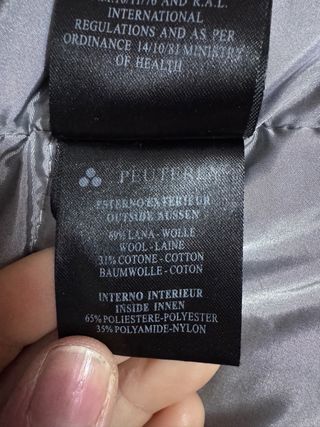 INTERNATIONAL
REGULATIONS AND AS PER
ORDINANCE 14/10/81 MINISTRY
OF HEALTH
PEUTEREY
ESTERNO EXTERIEUR
OUTSIDE AUSSEN
69% LANA - WOLLE
WOOL - LAINE
31% COTONE - COTTON
BAUMWOLLE - COTON
INTERNO INTERIEUR
INSIDE INNEN
65% POLIESTERE - POLYESTER
35% POLYAMIDE - NYLON